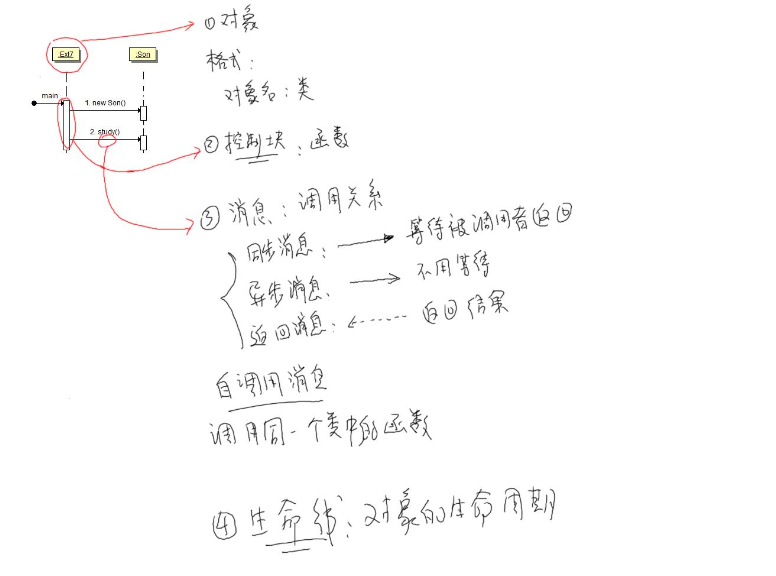 ① 对象
:Ex17
:Son
格式:
对象名:类
main
1. new Son()
2. study()
② 控制块:函数
③ 消息:调用关系
同步消息: 等待被调用者返回
异步消息: 不用等待
返回消息: 返回结果
自调用消息
调用同一个类中的函数
④ 生命线:对象的生命周期